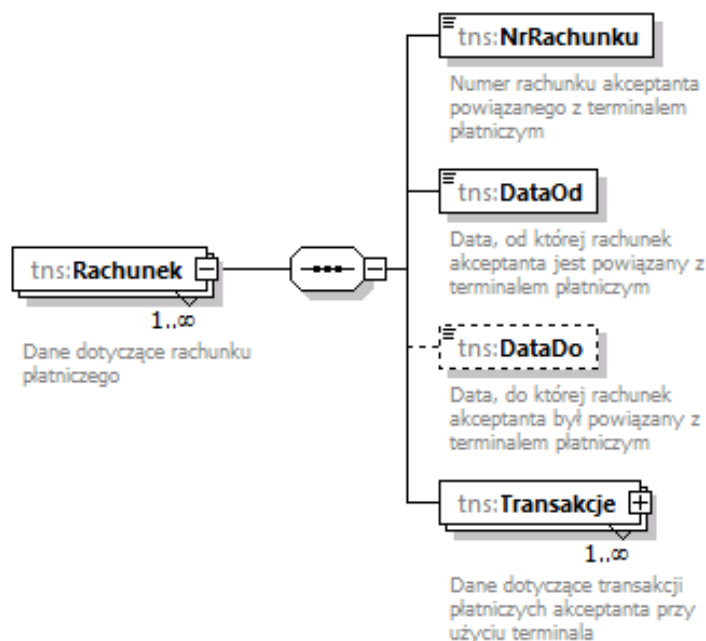 tns:NrRachunku
Numer rachunku akceptanta
powiązanego z terminalem
płatniczym
tns:DataOd
Data, od której rachunek
akceptanta jest powiązany z
terminalem płatniczym
tns:Rachunek
1..∞
Dane dotyczące rachunku
płatniczego
tns:DataDo
Data, do której rachunek
akceptanta był powiązany z
terminalem płatniczym
tns:Transakcje
1..∞
Dane dotyczące transakcji
płatniczych akceptanta przy
użyciu terminala